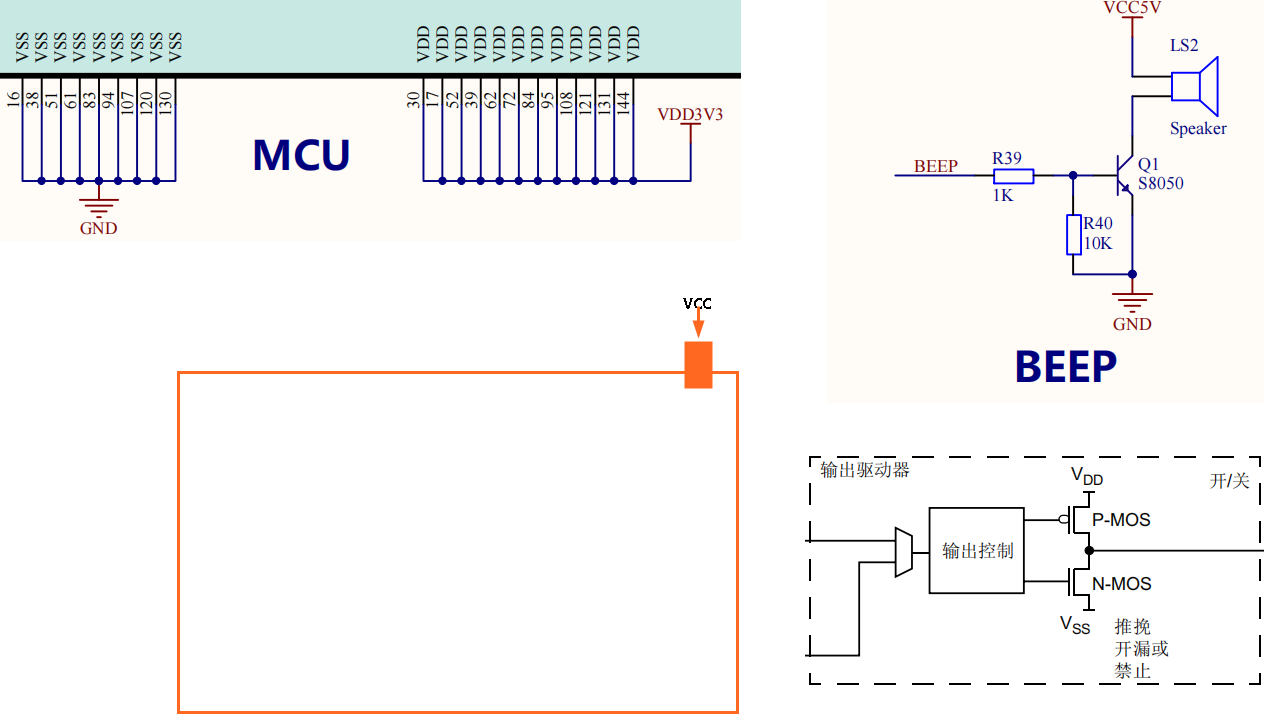 VSS VSS VSS VSS VSS VSS VSS VSS VSS
VDD VDD VDD VDD VDD VDD VDD VDD VDD VDD VDD VDD
16 38 51 61 83 94 107 120 130
30 17 52 39 62 72 84 95 108 121 131 144
VDD3V3
MCU
GND
VCC5V
LS2
Speaker
BEEP
R39
1K
Q1
S8050
R40
10K
GND
BEEP
VCC
输出驱动器
VDD
开/关
P-MOS
输出控制
N-MOS
VSS
推挽
开漏或
禁止